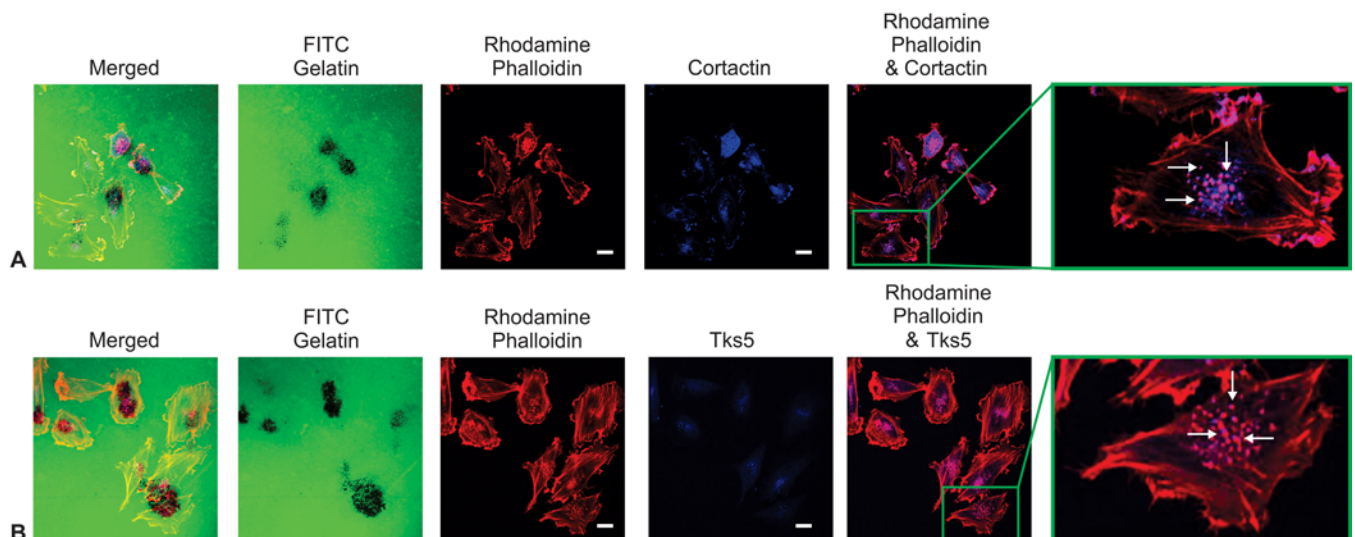 Merged
FITC
Gelatin
Rhodamine
Phalloidin
Cortactin
Rhodamine
Phalloidin
& Cortactin
A
Merged
FITC
Gelatin
Rhodamine
Phalloidin
Tks5
Rhodamine
Phalloidin
& Tks5
B